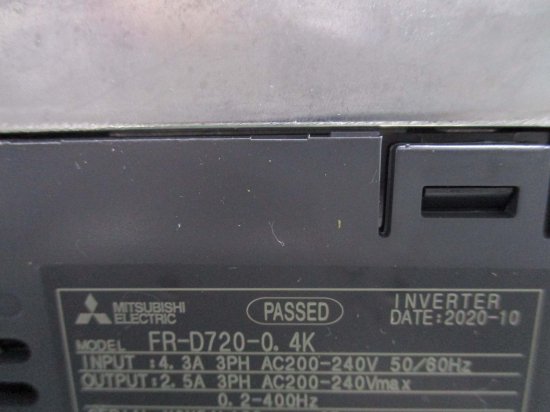 MITSUBISHI
ELECTRIC
PASSED
INVERTER
DATE:2020-10
MODEL FR-D720-0.4K
INPUT :4.3A 3PH AC200-240V 50/60Hz
OUTPUT:2.5A 3PH AC200-240Vmax
0.2-400Hz